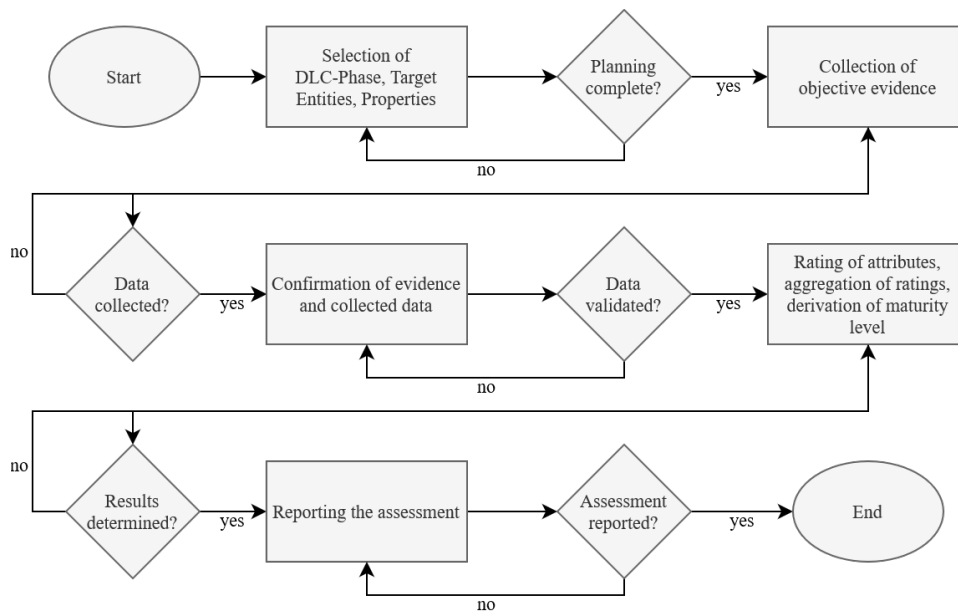 Start
Selection of
DLC-Phase, Target
Entities, Properties
Planning
complete?
yes
Collection of
objective evidence
no
no
Data
collected?
yes
Confirmation of evidence
and collected data
Data
validated?
yes
Rating of attributes,
aggregation of ratings,
derivation of maturity
level
no
no
Results
determined?
yes
Reporting the assessment
Assessment
reported?
yes
End
no